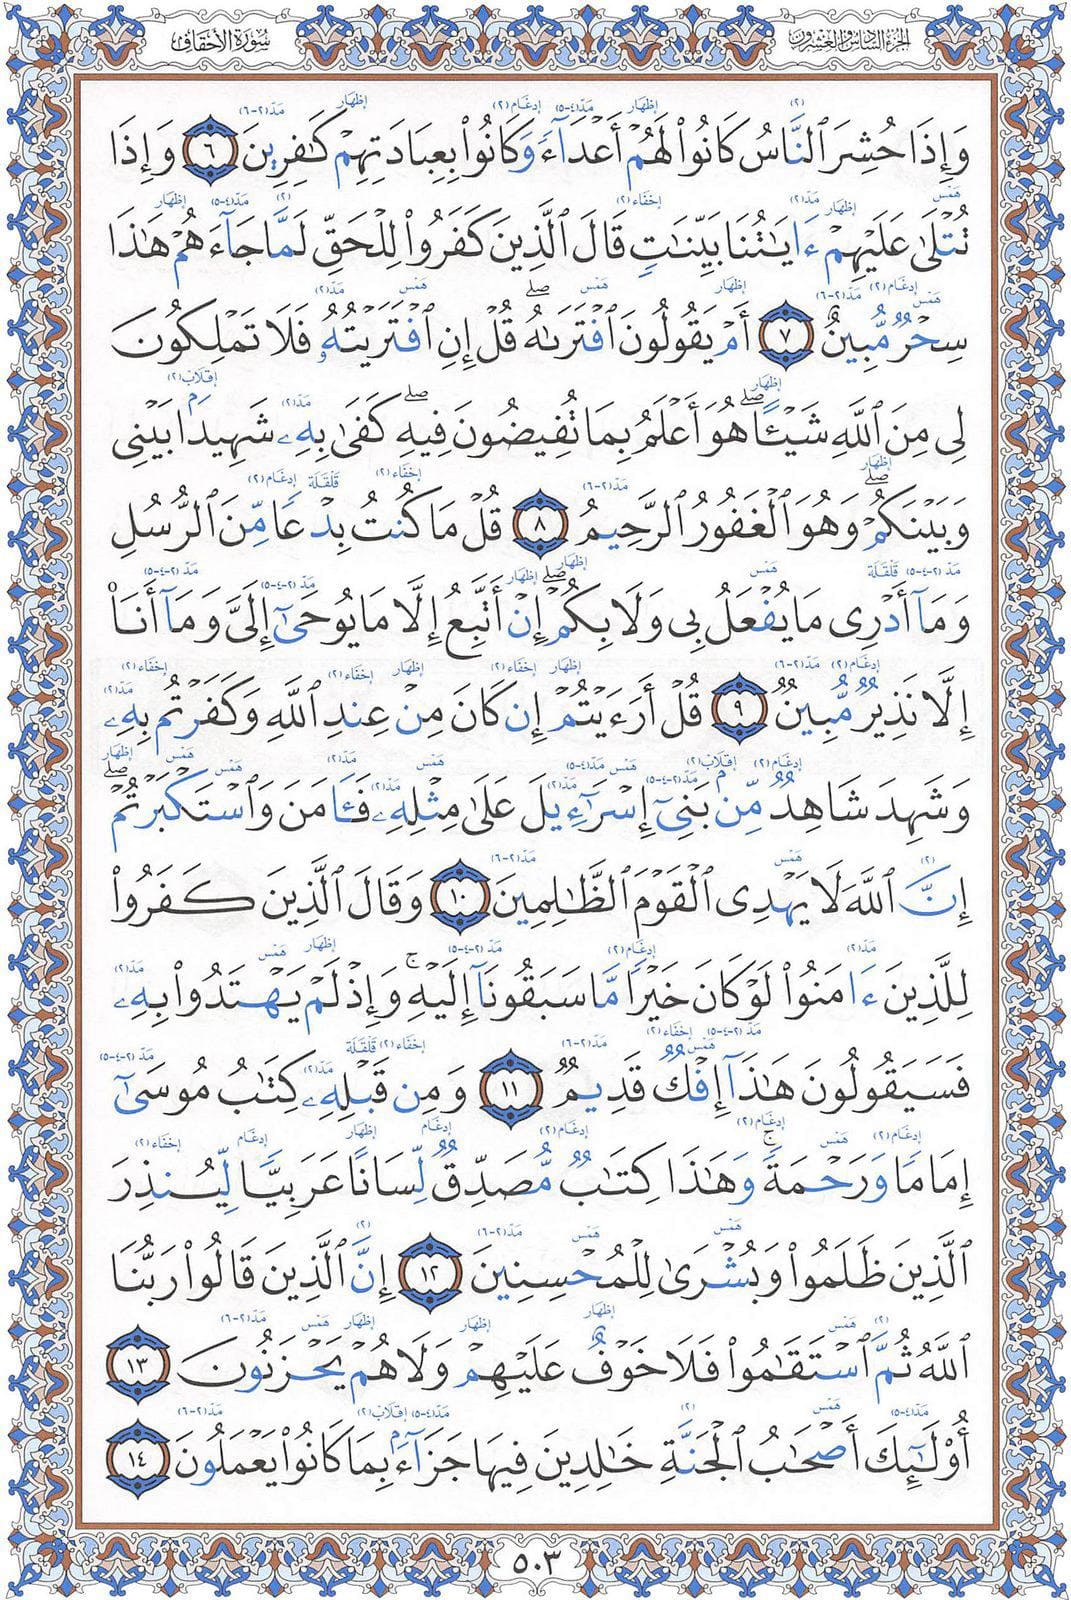 الجزء السادس والعشرون
سورة الأحقاف
وَإِذَا حُشِرَ ٱلنَّاسُ كَانُوا۟ لَهُمْ أَعْدَآءً وَكَانُوا۟ بِعِبَادَتِهِمْ كَٰفِرِينَ ٦ وَإِذَا
تُتْلَىٰ عَلَيْهِمْ ءَايَٰتُنَا بَيِّنَٰتٍ قَالَ ٱلَّذِينَ كَفَرُوا۟ لِلْحَقِّ لَمَّا جَآءَهُمْ هَٰذَا
سِحْرٌ مُّبِينٌ ٧ أَمْ يَقُولُونَ ٱفْتَرَىٰهُ ۖ قُلْ إِنِ ٱفْتَرَيْتُهُۥ فَلَا تَمْلِكُونَ
لِى مِنَ ٱللَّهِ شَيْـًٔا ۖ هُوَ أَعْلَمُ بِمَا تُفِيضُونَ فِيهِ ۖ كَفَىٰ بِهِۦ شَهِيدًۢا بَيْنِى
وَبَيْنَكُمْ ۖ وَهُوَ ٱلْغَفُورُ ٱلرَّحِيمُ ٨ قُلْ مَا كُنتُ بِدْعًا مِّنَ ٱلرُّسُلِ
وَمَآ أَدْرِى مَا يُفْعَلُ بِى وَلَا بِكُمْ ۖ إِنْ أَتَّبِعُ إِلَّا مَا يُوحَىٰٓ إِلَىَّ وَمَآ أَنَا۠
إِلَّا نَذِيرٌ مُّبِينٌ ٩ قُلْ أَرَءَيْتُمْ إِن كَانَ مِنْ عِندِ ٱللَّهِ وَكَفَرْتُم بِهِۦ
وَشَهِدَ شَاهِدٌ مِّنۢ بَنِىٓ إِسْرَٰٓءِيلَ عَلَىٰ مِثْلِهِۦ فَـَٔامَنَ وَٱسْتَكْبَرْتُمْ ۖ
إِنَّ ٱللَّهَ لَا يَهْدِى ٱلْقَوْمَ ٱلظَّٰلِمِينَ ١٠ وَقَالَ ٱلَّذِينَ كَفَرُوا۟
لِلَّذِينَ ءَامَنُوا۟ لَوْ كَانَ خَيْرًا مَّا سَبَقُونَآ إِلَيْهِ ۚ وَإِذْ لَمْ يَهْتَدُوا۟ بِهِۦ
فَسَيَقُولُونَ هَٰذَآ إِفْكٌ قَدِيمٌ ١١ وَمِن قَبْلِهِۦ كِتَٰبُ مُوسَىٰٓ
إِمَامًا وَرَحْمَةً ۚ وَهَٰذَا كِتَٰبٌ مُّصَدِّقٌ لِّسَانًا عَرَبِيًّا لِّيُنذِرَ
ٱلَّذِينَ ظَلَمُوا۟ وَبُشْرَىٰ لِلْمُحْسِنِينَ ١٢ إِنَّ ٱلَّذِينَ قَالُوا۟ رَبُّنَا
ٱللَّهُ ثُمَّ ٱسْتَقَٰمُوا۟ فَلَا خَوْفٌ عَلَيْهِمْ وَلَا هُمْ يَحْزَنُونَ ١٣
أُو۟لَٰٓئِكَ أَصْحَٰبُ ٱلْجَنَّةِ خَٰلِدِينَ فِيهَا جَزَآءًۢ بِمَا كَانُوا۟ يَعْمَلُونَ ١٤
٥٠٣